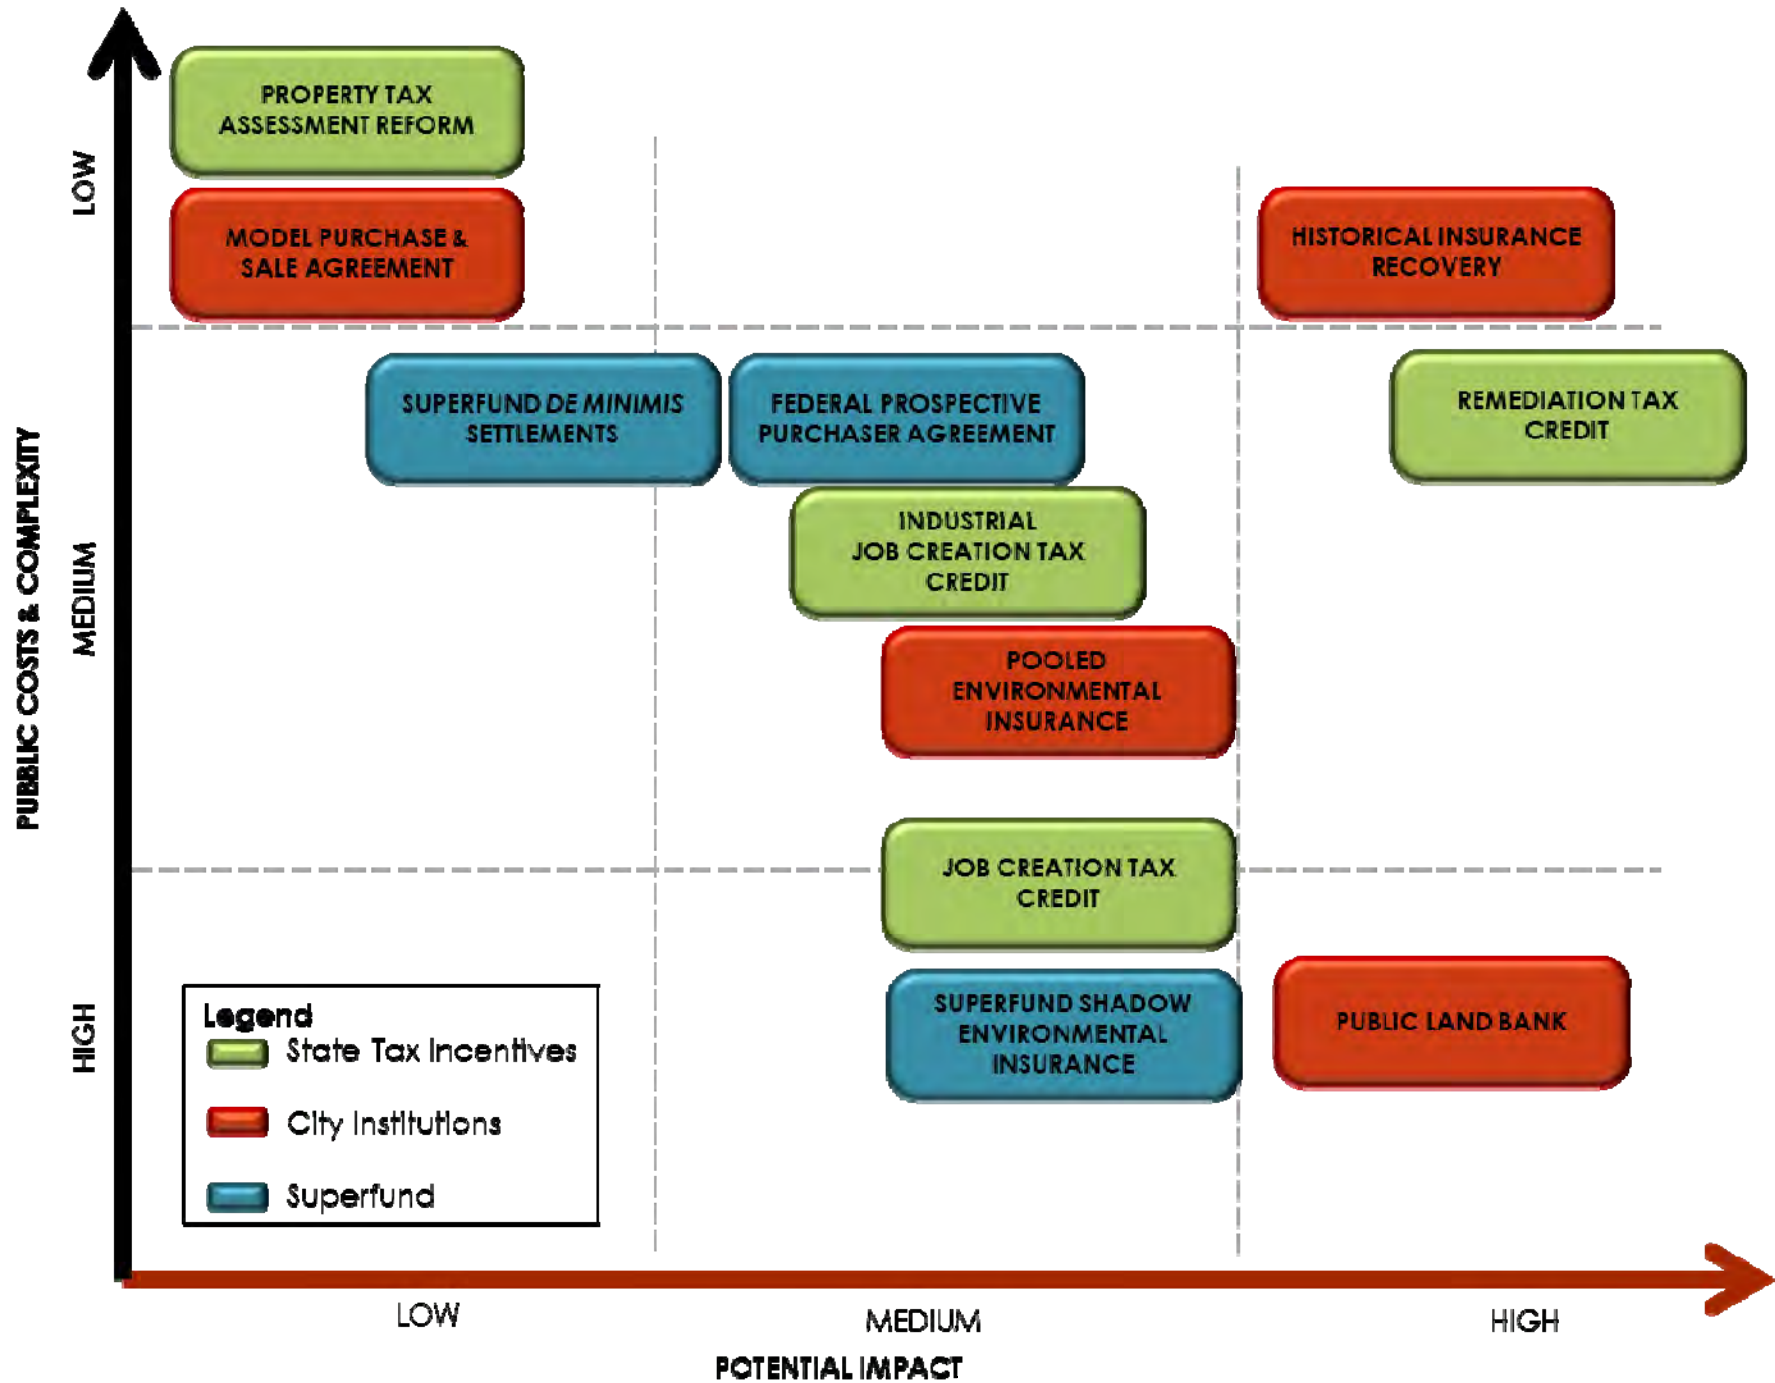 PROPERTY TAX
ASSESSMENT REFORM
MODEL PURCHASE &
SALE AGREEMENT
HISTORICAL INSURANCE
RECOVERY
SUPERFUND DE MINIMIS
SETTLEMENTS
FEDERAL PROSPECTIVE
PURCHASER AGREEMENT
REMEDIATION TAX
CREDIT
INDUSTRIAL
JOB CREATION TAX
CREDIT
POOLED
ENVIRONMENTAL
INSURANCE
JOB CREATION TAX
CREDIT
SUPERFUND SHADOW
ENVIRONMENTAL
INSURANCE
PUBLIC LAND BANK
PUBLIC COSTS & COMPLEXITY
LOW
MEDIUM
HIGH
Legend
State Tax Incentives
City Institutions
Superfund
LOW
MEDIUM
HIGH
POTENTIAL IMPACT